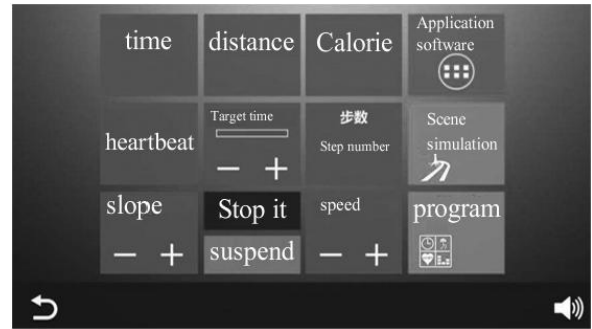 time
distance
Calorie
Application
software
heartbeat
Target time
− +
步数
Step number
Scene
simulation
slope
− +
Stop it
suspend
speed
− +
program